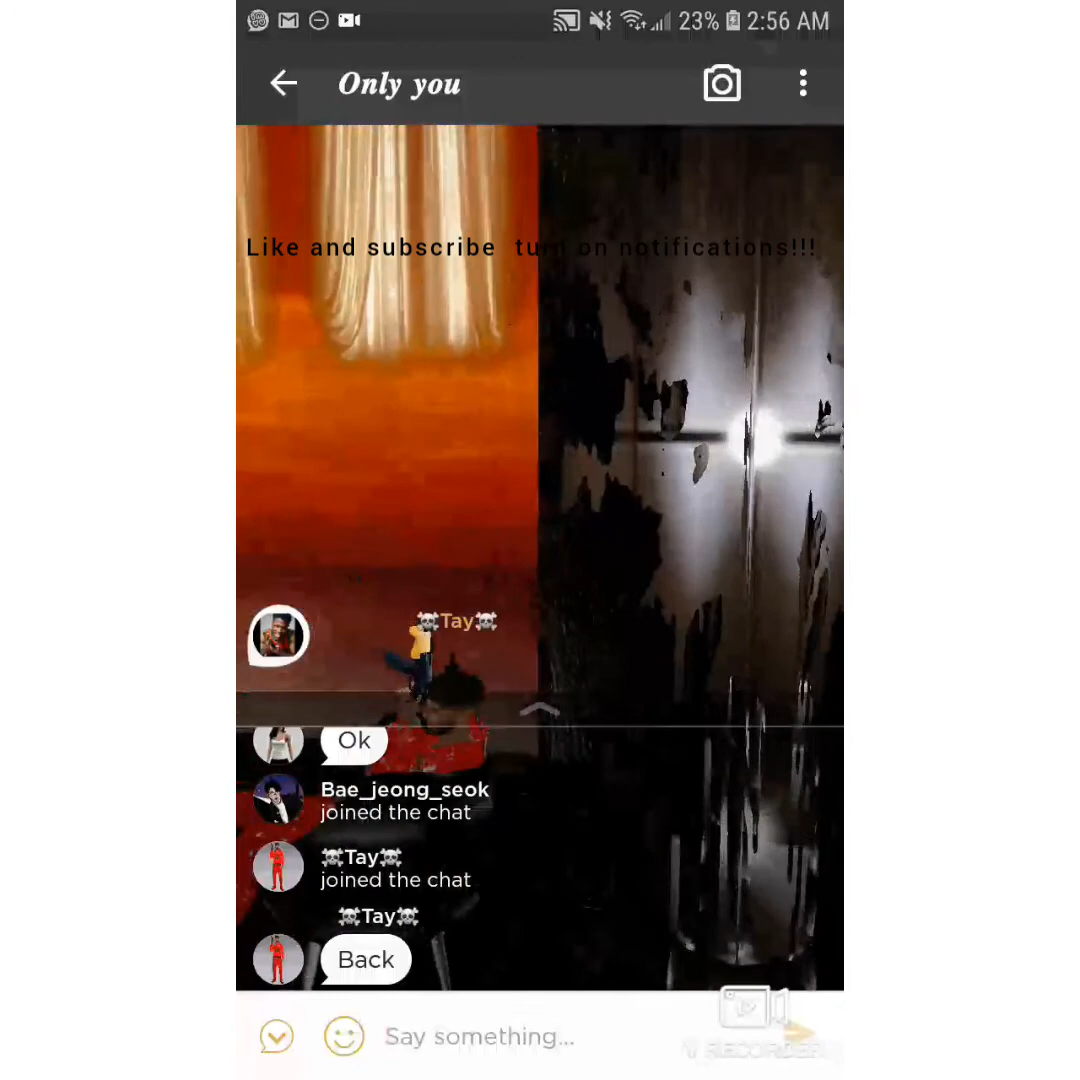 23% 2:56 AM
Only you
Like and subscribe turn on notifications!!!
☠Tay☠
Ok
Bae_jeong_seok
joined the chat
☠Tay☠
joined the chat
☠Tay☠
Back
Say something...
V RECORDER